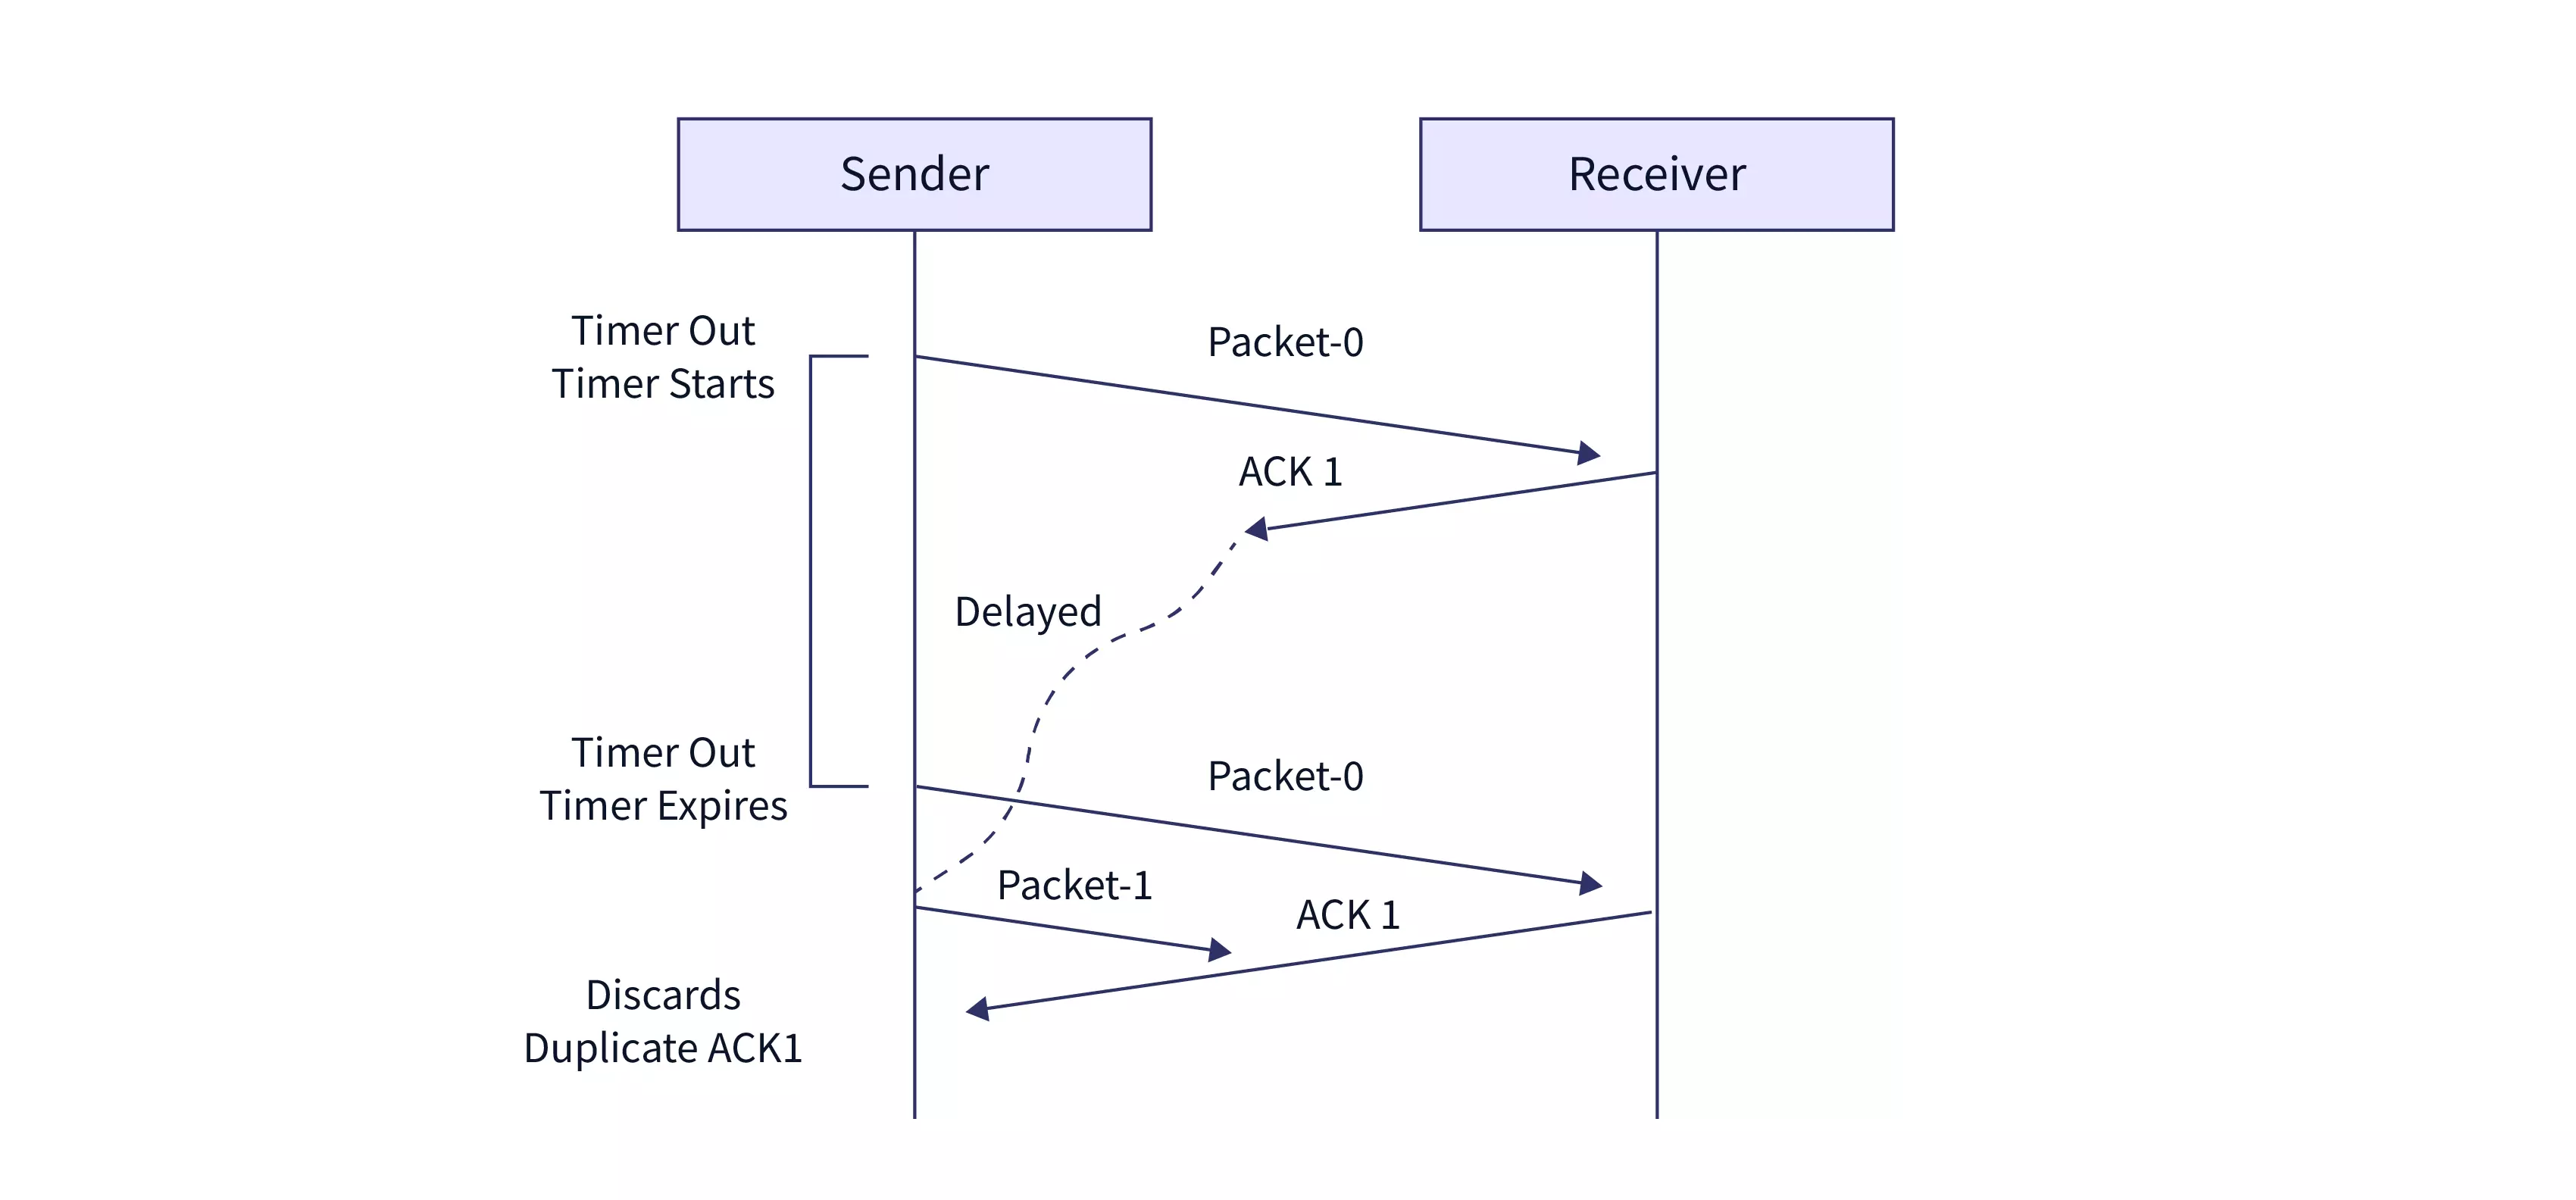 Sender
Receiver
Timer Out
Timer Starts
Packet-0
ACK 1
Delayed
Timer Out
Timer Expires
Packet-0
Packet-1
ACK 1
Discards
Duplicate ACK1